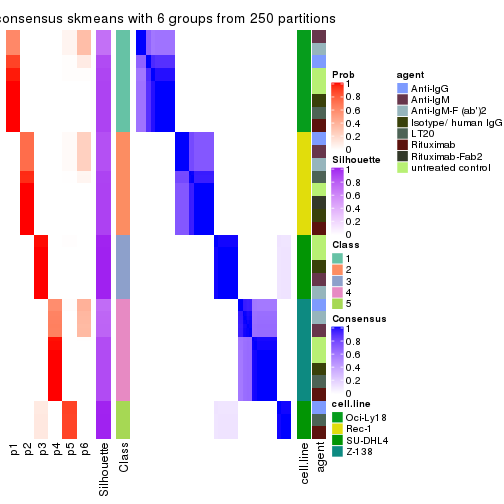 consensus skmeans with 6 groups from 250 partitions
Prob
1
0.8
0.6
0.4
0.2
0
Silhouette
1
0.8
0.6
0.4
0.2
0
Class
1
2
3
4
5
Consensus
1
0.8
0.6
0.4
0.2
0
cell.line
Oci-Ly18
Rec-1
SU-DHL4
Z-138
agent
Anti-IgG
Anti-IgM
Anti-IgM-F (ab')2
Isotype/ human IgG
LT20
Rituximab
Rituximab-Fab2
untreated control
p1
p2
p3
p4
p5
p6
Silhouette
Class
cell.line
agent